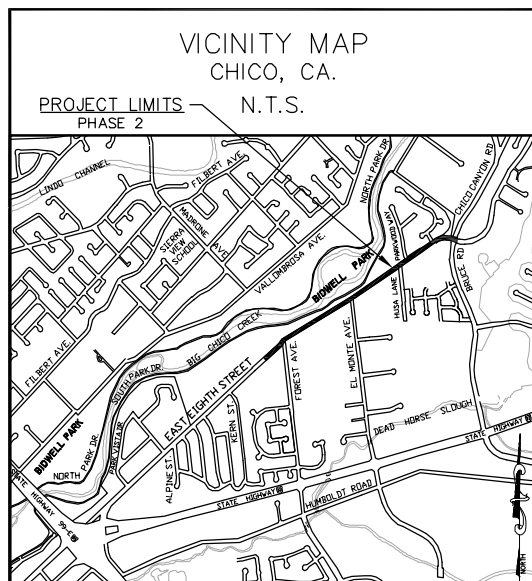 VICINITY MAP
CHICO, CA.
N.T.S.
PROJECT LIMITS
PHASE 2
LINDO CHANNEL
FILBERT AVE.
MADRONE AVE
SIERRA VIEW SCHOOL
VALLOMBROSA AVE.
NORTH PARK DR
CHICO CANYON RD
PARKWOOD WAY
HUSA LANE
BRUCE RD
BIDWELL PARK
BIG CHICO CREEK
FILBERT AVE.
SOUTH PARK DR.
EAST EIGHTH STREET
FOREST AVE.
EL MONTE AVE.
DEAD HORSE SLOUGH
STATE HIGHWAY
BIDWELL PARK
NORTH PARK DR.
PARK VISTA DR.
ALPINE ST.
KERN ST.
STATE HIGHWAY
HUMBOLDT ROAD
STATE HIGHWAY 99-E
NORTH